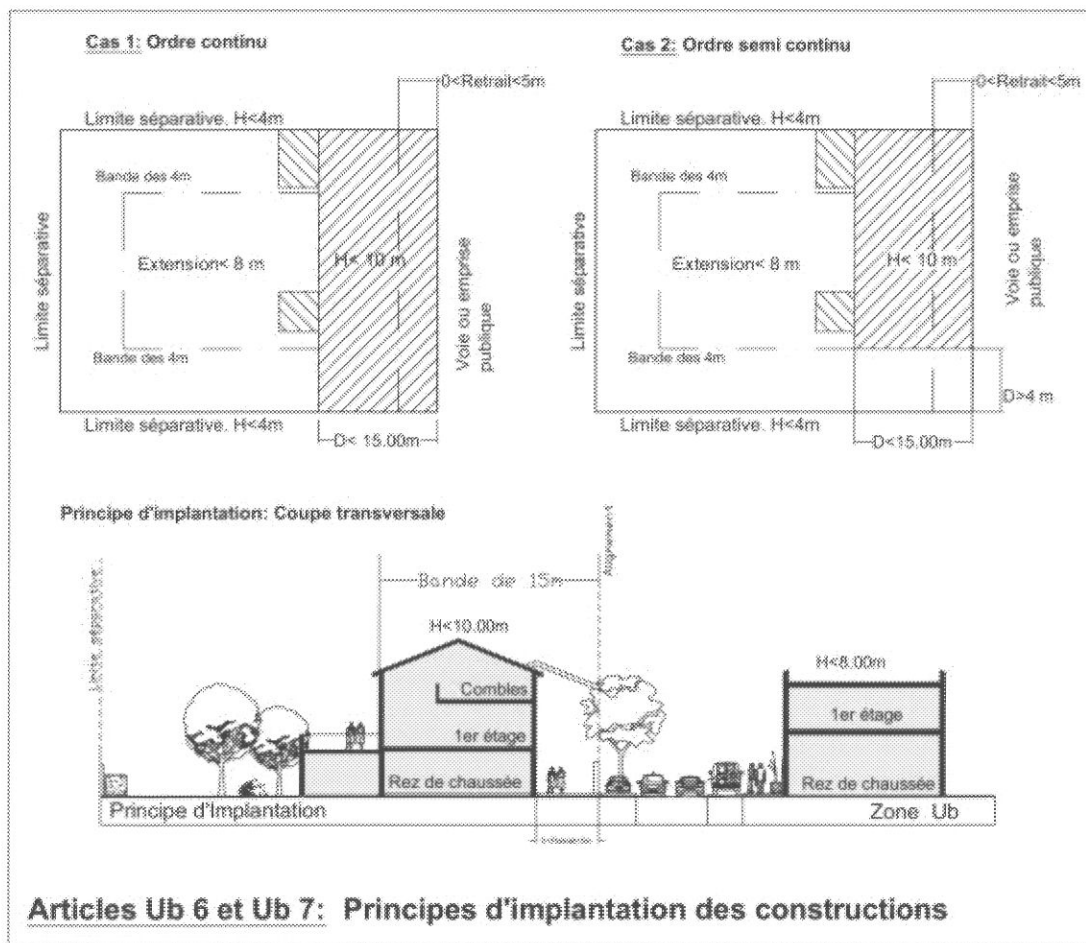 Cas 1: Ordre continu
0<Retrait<5m
Limite séparative. H<4m
Bande des 4m
Limite séparative
Extension< 8 m
H< 10 m
Voie ou emprise
publique
Bande des 4m
Limite séparative. H<4m
D< 15.00m
Cas 2: Ordre semi continu
0<Retrait<5m
Limite séparative. H<4m
Bande des 4m
Limite séparative
Extension< 8 m
H< 10 m
Voie ou emprise
publique
Bande des 4m
D>4 m
Limite séparative. H<4m
D<15.00m
Principe d'implantation: Coupe transversale
Limite séparative
Alignement
Bande de 15m
H<10.00m
H<8.00m
Combles
1er étage
1er étage
Rez de chaussée
Rez de chaussée
Principe d'Implantation
Zone Ub
Articles Ub 6 et Ub 7: Principes d'implantation des constructions